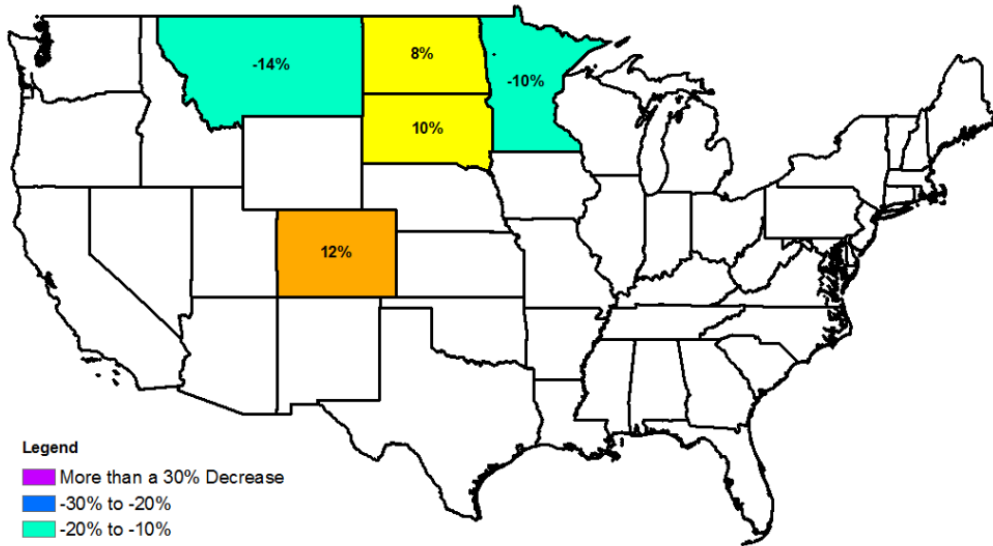 -14%
8%
-10%
10%
12%
Legend
More than a 30% Decrease
-30% to -20%
-20% to -10%